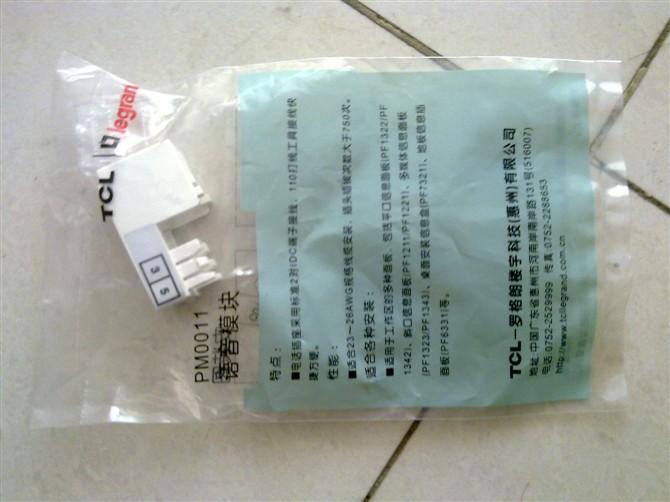 TCL legrand
PM0011
语音模块
特点：
■电话插座采用标准2对IDC端子接线，110打线工具接线快
捷方便。
性能：
■适合23～26AWG规格线缆安装，插头插拔次数大于750次。
适合各种安装：
■适用于工作区的多种面板，包括平口信息面板(PF1322/PF
1342)、斜口信息面板(PF1211/PF1221)、多媒体信息面板
(PF1323/PF1343)、桌面安装信息盒(PF7321)、地板信息插
面板(PF6331)等。
TCL-罗格朗楼宇科技(惠州)有限公司
地址:中国广东省惠州市河南岸南岸路131号(516007)
电话:0752-2529999 传真:0752-2268653
http://www.tcllegrand.com.cn
5 3